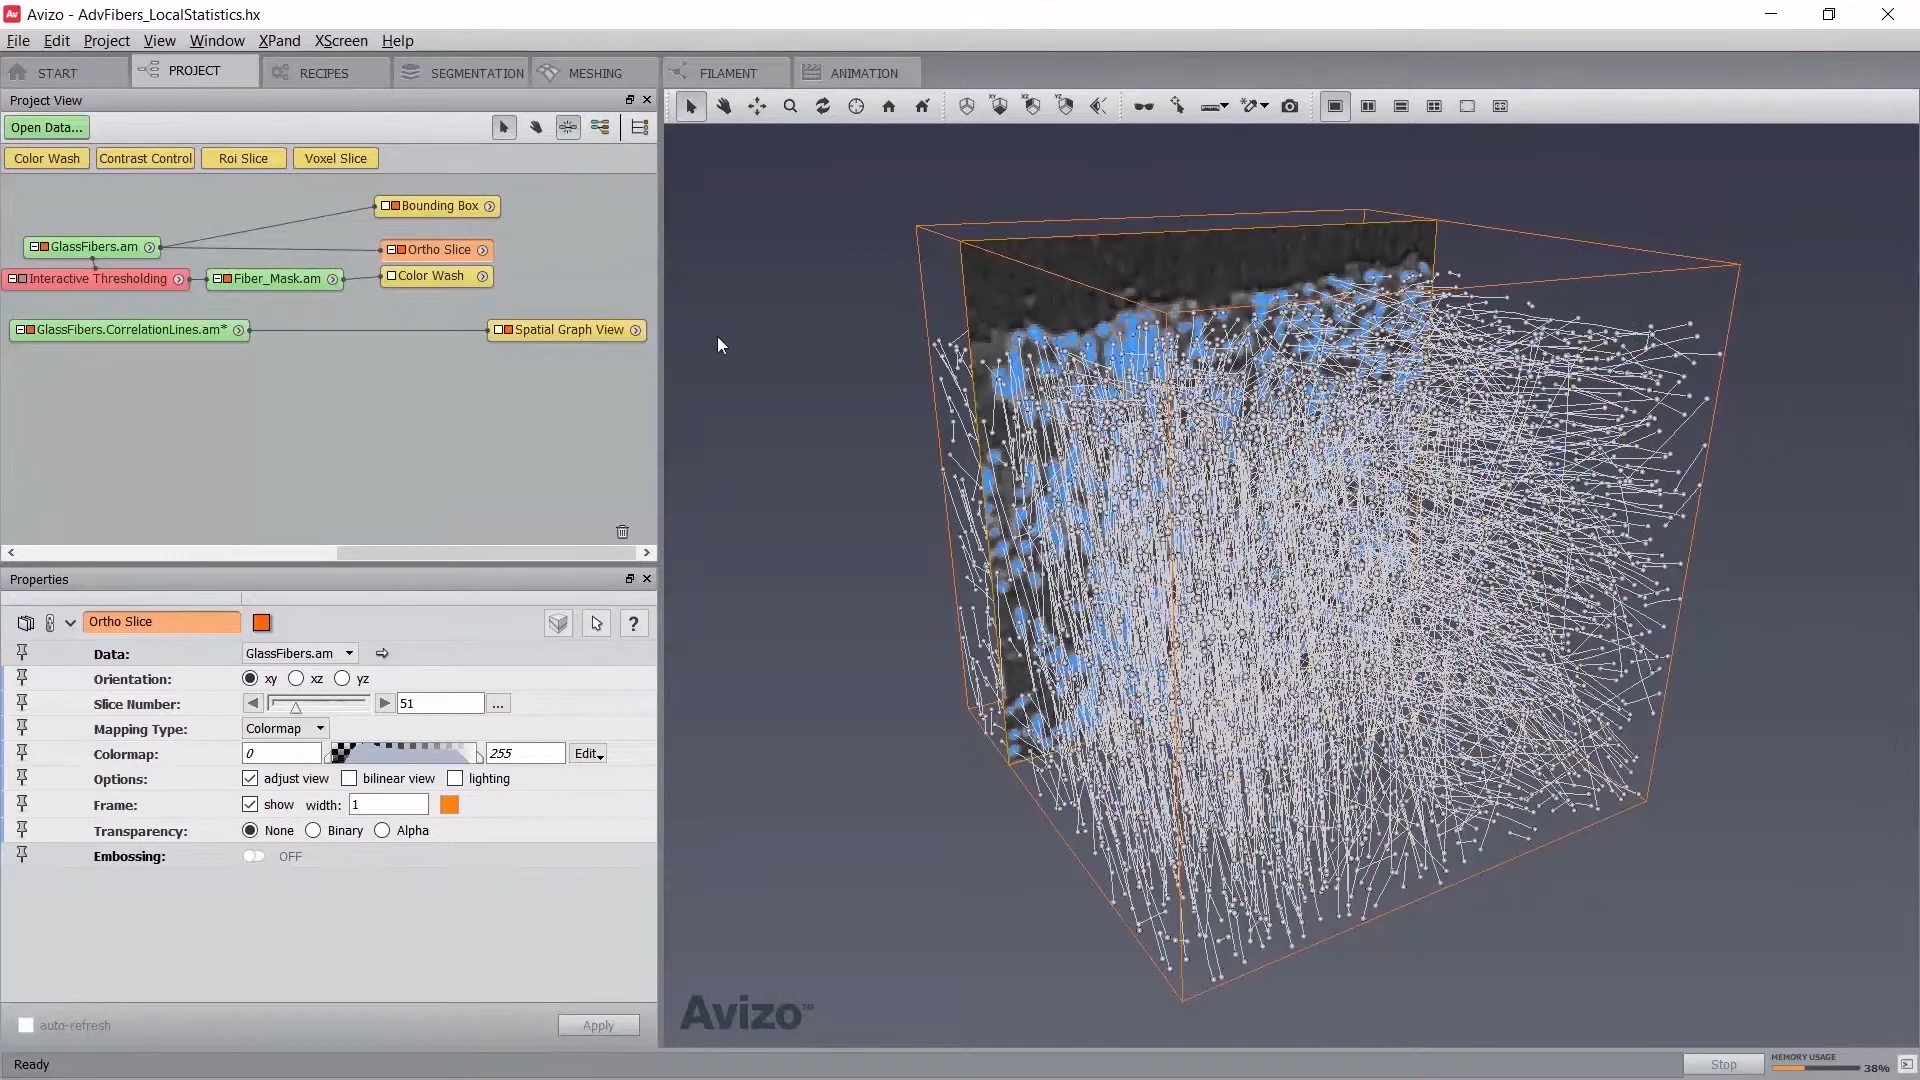 Avizo - AdvFibers_LocalStatistics.hx
File Edit Project View Window XPand XScreen Help
START PROJECT RECIPES SEGMENTATION MESHING FILAMENT ANIMATION
Project View
Open Data...
Color Wash Contrast Control Roi Slice Voxel Slice
Bounding Box
GlassFibers.am
Ortho Slice
Color Wash
Interactive Thresholding
Fiber_Mask.am
GlassFibers.CorrelationLines.am*
Spatial Graph View
XY XZ YZ
Properties
Ortho Slice
?
Data: GlassFibers.am
Orientation: xy xz yz
Slice Number: 51 ...
Mapping Type: Colormap
Colormap: 0 255 Edit
Options: adjust view bilinear view lighting
Frame: show width: 1
Transparency: None Binary Alpha
Embossing: OFF
auto-refresh
Apply
Avizo™
Ready
Stop
MEMORY USAGE
38%